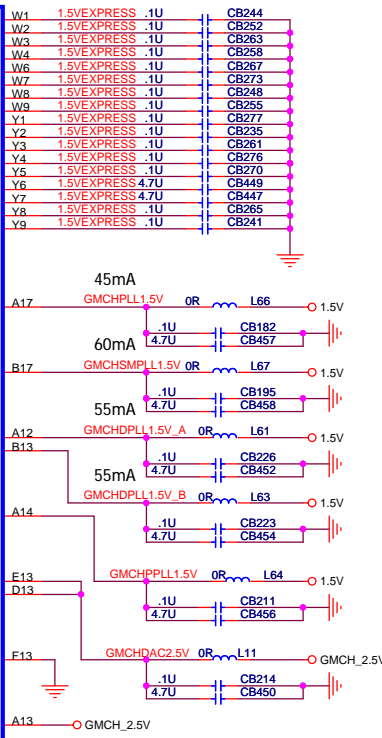 W1 1.5VEXPRESS .1U CB244
W2 1.5VEXPRESS .1U CB252
W3 1.5VEXPRESS .1U CB263
W4 1.5VEXPRESS .1U CB258
W6 1.5VEXPRESS .1U CB267
W7 1.5VEXPRESS .1U CB273
W8 1.5VEXPRESS .1U CB248
W9 1.5VEXPRESS .1U CB255
Y1 1.5VEXPRESS .1U CB277
Y2 1.5VEXPRESS .1U CB235
Y3 1.5VEXPRESS .1U CB261
Y4 1.5VEXPRESS .1U CB276
Y5 1.5VEXPRESS .1U CB270
Y6 1.5VEXPRESS 4.7U CB449
Y7 1.5VEXPRESS 4.7U CB447
Y8 1.5VEXPRESS .1U CB265
Y9 1.5VEXPRESS .1U CB241
45mA
A17 GMCHPLL1.5V 0R L66 1.5V
.1U CB182
4.7U CB457
60mA
B17 GMCHSMPLL1.5V 0R L67 1.5V
.1U CB195
4.7U CB458
55mA
A12 GMCHDPLL1.5V_A 0R L61 1.5V
B13
.1U CB226
4.7U CB452
55mA
GMCHDPLL1.5V_B 0R L63 1.5V
A14
.1U CB223
4.7U CB454
E13 GMCHPPLL1.5V 0R L64 1.5V
D13
.1U CB211
4.7U CB456
F13 GMCHDAC2.5V 0R L11 GMCH_2.5V
.1U CB214
4.7U CB450
A13 GMCH_2.5V